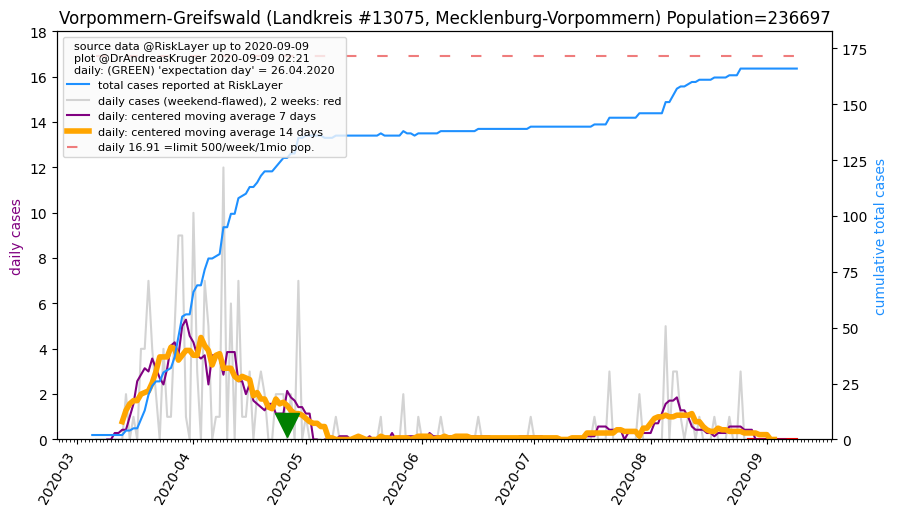 Vorpommern-Greifswald (Landkreis #13075, Mecklenburg-Vorpommern) Population=236697
source data @RiskLayer up to 2020-09-09
plot @DrAndreasKruger 2020-09-09 02:21
daily: (GREEN) 'expectation day' = 26.04.2020
total cases reported at RiskLayer
daily cases (weekend-flawed), 2 weeks: red
daily: centered moving average 7 days
daily: centered moving average 14 days
daily 16.91 =limit 500/week/1mio pop.
daily cases
18
16
14
12
10
8
6
4
2
0
cumulative total cases
175
150
125
100
75
50
25
0
2020-03
2020-04
2020-05
2020-06
2020-07
2020-08
2020-09